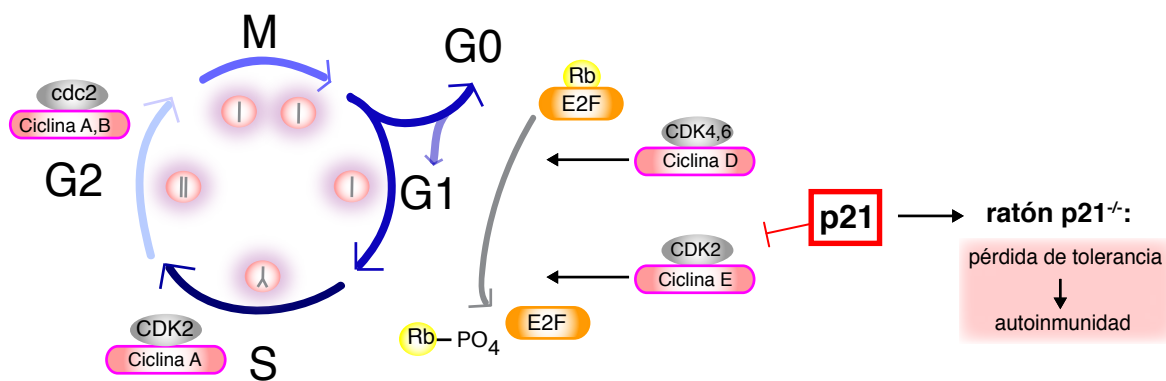 M
G0
cdc2
Ciclina A,B
G2
G1
S
CDK2
Ciclina A
Rb
E2F
CDK4,6
Ciclina D
CDK2
Ciclina E
Rb – PO4
E2F
p21
ratón p21-/-:
pérdida de tolerancia
autoinmunidad